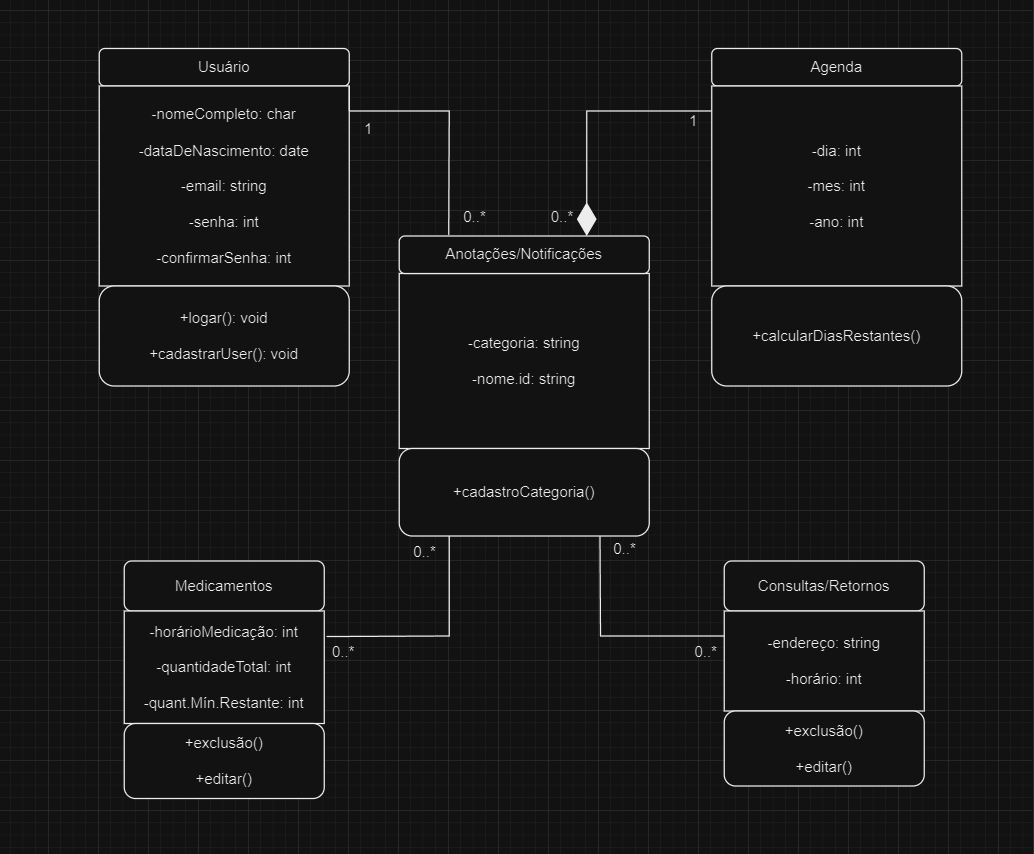 Usuário
-nomeCompleto: char
-dataDeNascimento: date
-email: string
-senha: int
-confirmarSenha: int
+logar(): void
+cadastrarUser(): void
1
0..*
Agenda
-dia: int
-mes: int
-ano: int
+calcularDiasRestantes()
1
0..*
Anotações/Notificações
-categoria: string
-nome.id: string
+cadastroCategoria()
0..*
0..*
Medicamentos
-horárioMedicação: int
-quantidadeTotal: int
-quant.Mín.Restante: int
+exclusão()
+editar()
0..*
Consultas/Retornos
-endereço: string
-horário: int
+exclusão()
+editar()
0..*